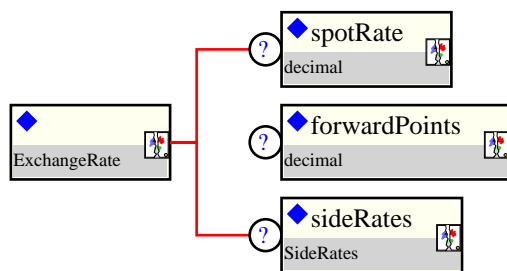 ?
spotRate
decimal
ExchangeRate
?
forwardPoints
decimal
?
sideRates
SideRates